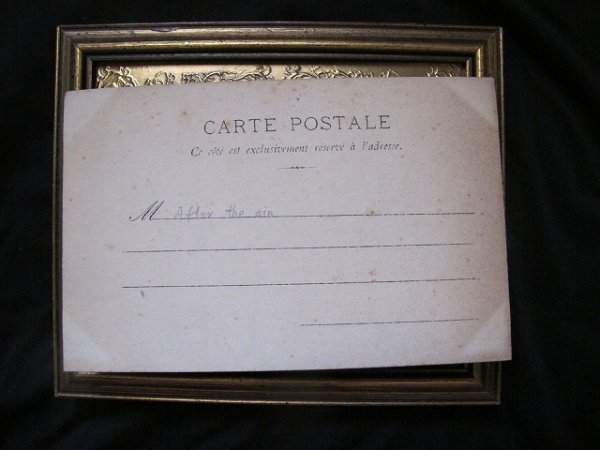 CARTE POSTALE
Ce côté est exclusivement réservé à l'adresse.
M After the sin